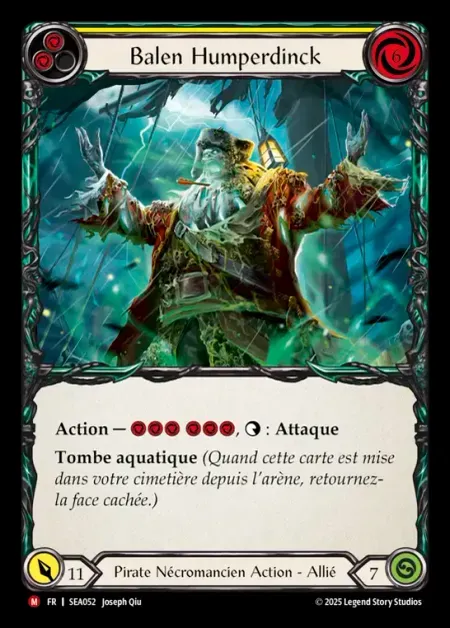 Balen Humperdinck
6
Action — , : Attaque
Tombe aquatique (Quand cette carte est mise
dans votre cimetière depuis l'arène, retournez-
la face cachée.)
11
Pirate Nécromancien Action - Allié
7
M FR | SEA052 Joseph Qiu
© 2025 Legend Story Studios